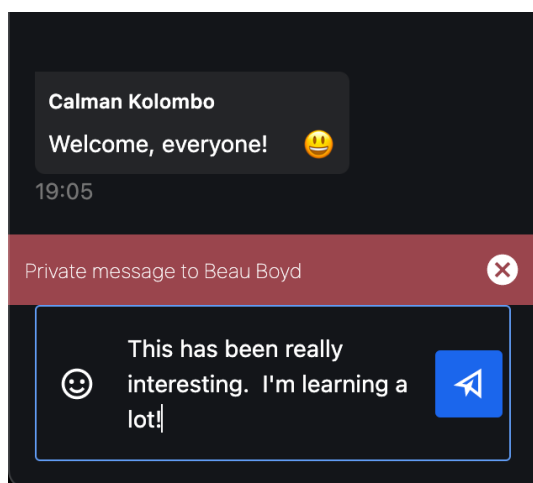 Calman Kolombo
Welcome, everyone! 😃
19:05
Private message to Beau Boyd
This has been really
interesting.  I'm learning a
lot!